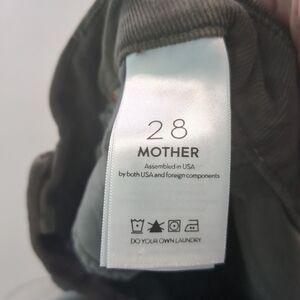 28
MOTHER
Assembled in USA
by both USA and foreign components
DO YOUR OWN LAUNDRY